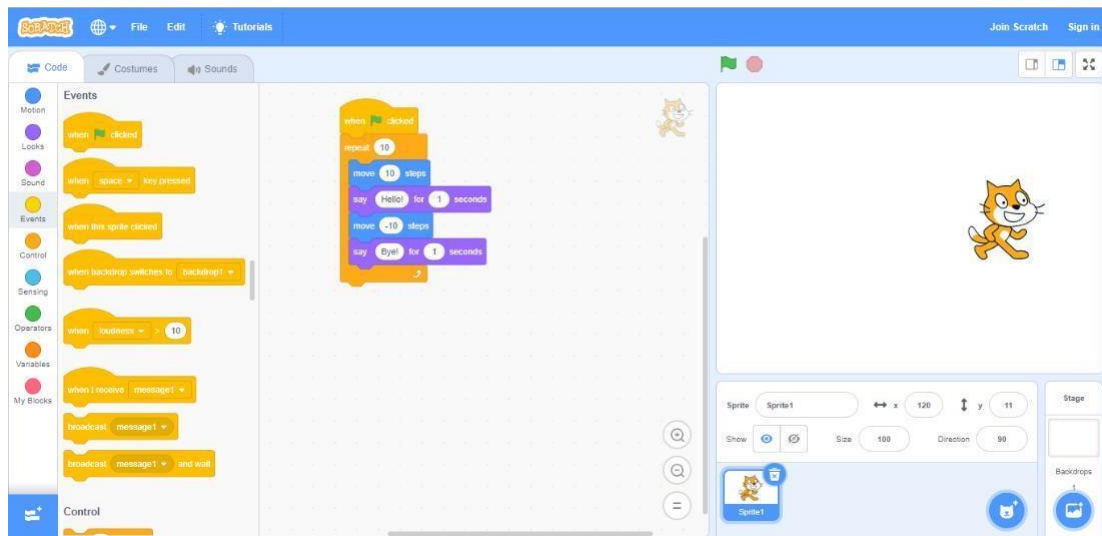 SCRATCH File Edit Tutorials Join Scratch Sign in
Code Costumes Sounds
Motion
Looks
Sound
Events
Control
Sensing
Operators
Variables
My Blocks
Events
when clicked
when space key pressed
when this sprite clicked
when backdrop switches to backdrop1
when loudness > 10
when I receive message1
broadcast message1
broadcast message1 and wait
Control
when clicked
repeat 10
move 10 steps
say Hello! for 1 seconds
move -10 steps
say Bye! for 1 seconds
Sprite Sprite1 x 120 y 11
Show Size 100 Direction 90
Sprite1
Stage
Backdrops
1